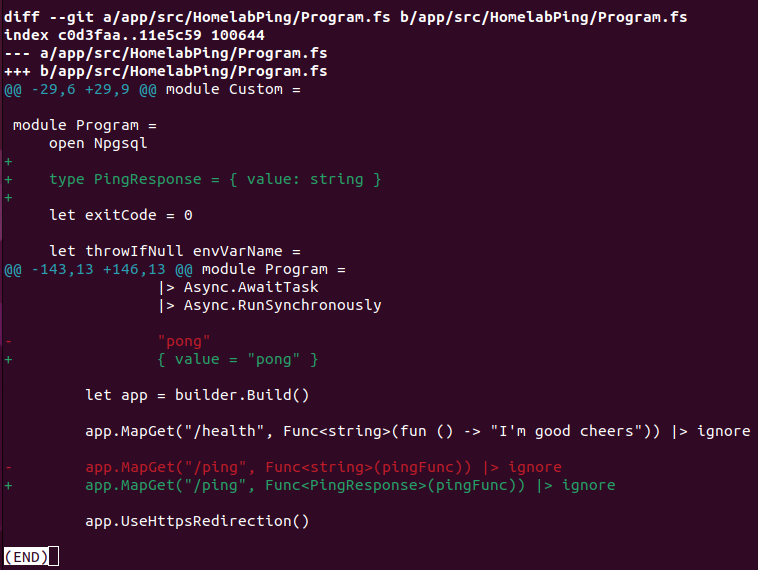 diff --git a/app/src/HomelabPing/Program.fs b/app/src/HomelabPing/Program.fs
index c0d3faa..11e5c59 100644
--- a/app/src/HomelabPing/Program.fs
+++ b/app/src/HomelabPing/Program.fs
@@ -29,6 +29,9 @@ module Custom =

 module Program =
     open Npgsql
+
+    type PingResponse = { value: string }
+
     let exitCode = 0

     let throwIfNull envVarName =
@@ -143,13 +146,13 @@ module Program =
                 |> Async.AwaitTask
                 |> Async.RunSynchronously

-                "pong"
+                { value = "pong" }

         let app = builder.Build()

         app.MapGet("/health", Func<string>(fun () -> "I'm good cheers")) |> ignore

-        app.MapGet("/ping", Func<string>(pingFunc)) |> ignore
+        app.MapGet("/ping", Func<PingResponse>(pingFunc)) |> ignore

         app.UseHttpsRedirection()

(END)